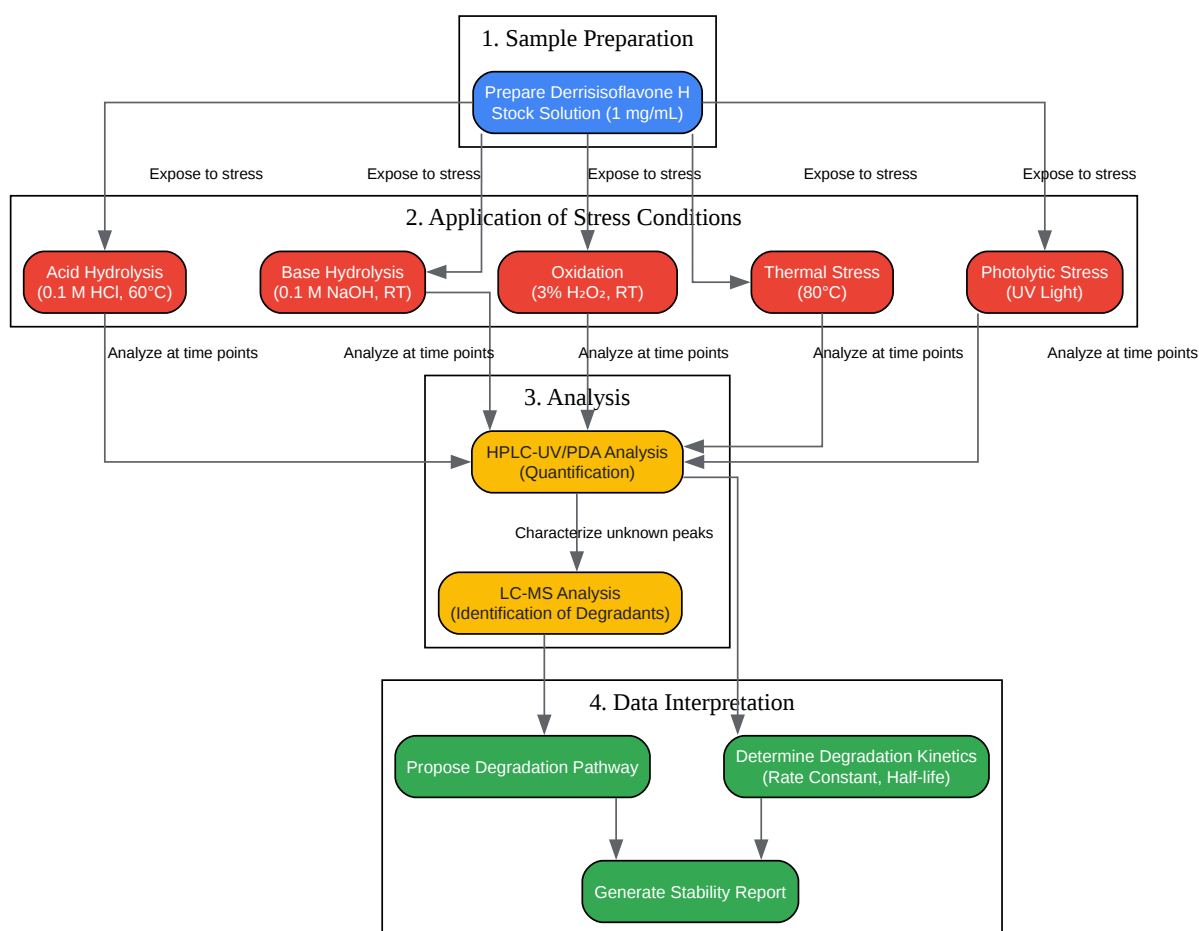 1. Sample Preparation
Prepare Derrisisoflavone H
Stock Solution (1 mg/mL)
Expose to stress
Expose to stress
Expose to stress
Expose to stress
Expose to stress
2. Application of Stress Conditions
Acid Hydrolysis
(0.1 M HCl, 60°C)
Base Hydrolysis
(0.1 M NaOH, RT)
Oxidation
(3% H₂O₂, RT)
Thermal Stress
(80°C)
Photolytic Stress
(UV Light)
Analyze at time points
Analyze at time points
Analyze at time points
Analyze at time points
Analyze at time points
3. Analysis
HPLC-UV/PDA Analysis
(Quantification)
Characterize unknown peaks
LC-MS Analysis
(Identification of Degradants)
4. Data Interpretation
Propose Degradation Pathway
Determine Degradation Kinetics
(Rate Constant, Half-life)
Generate Stability Report